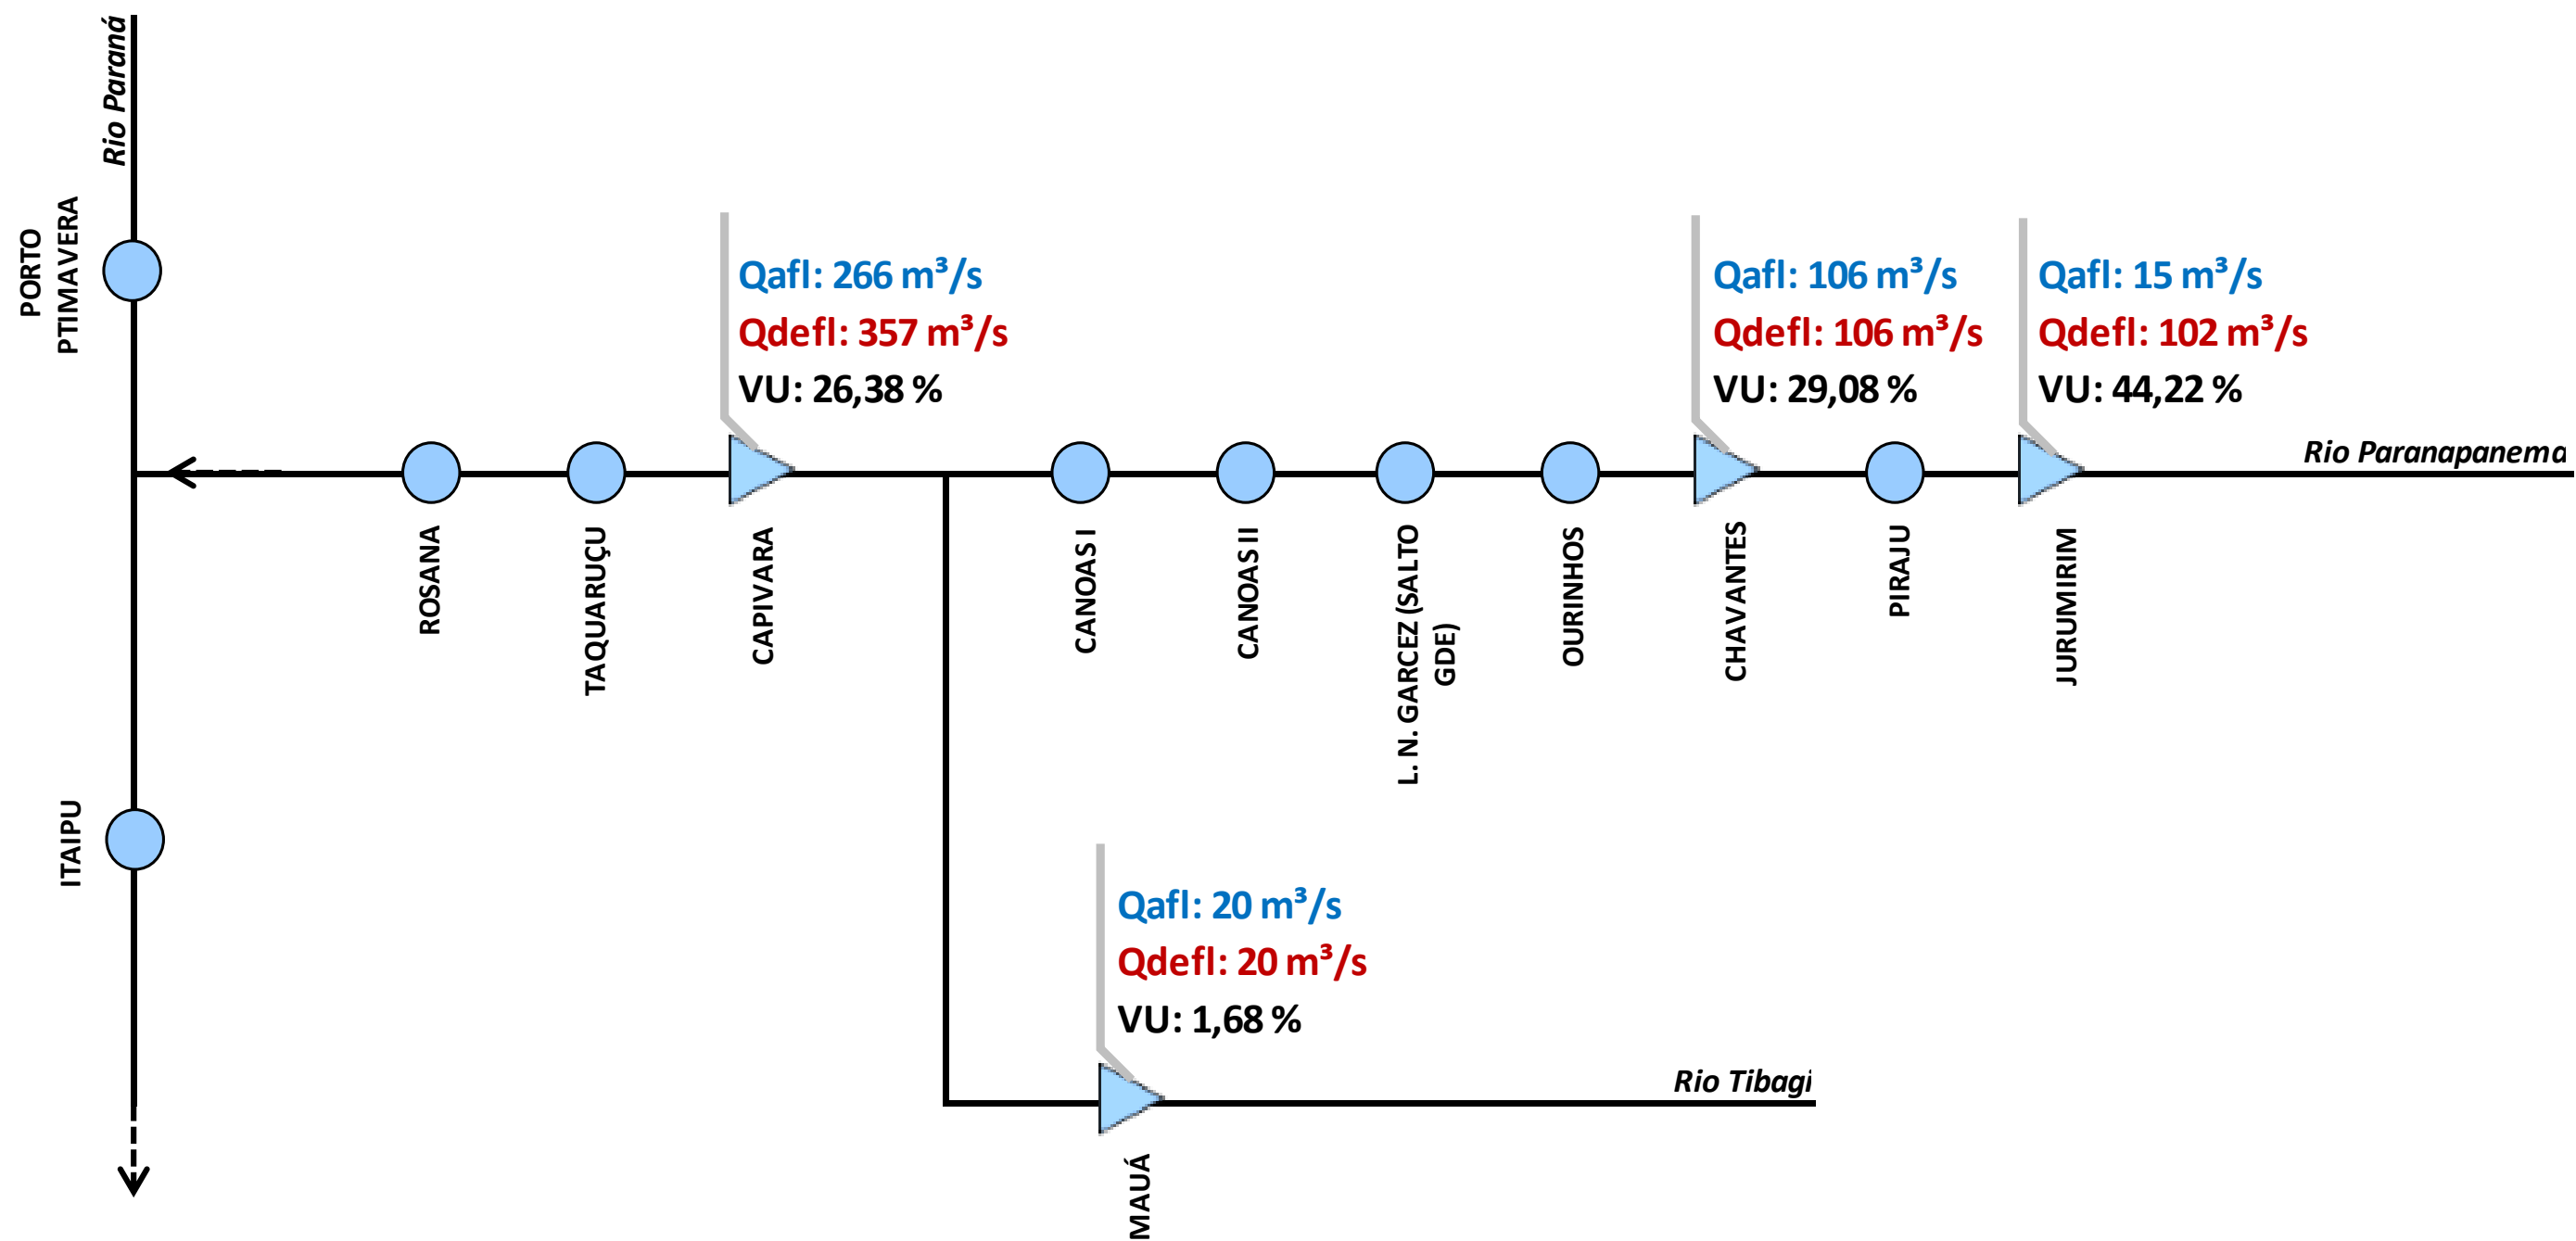 Rio Paraná
PORTO
PTIMAVERA
Qafl: 266 m³/s
Qdefl: 357 m³/s
VU: 26,38 %
Qafl: 106 m³/s
Qdefl: 106 m³/s
VU: 29,08 %
Qafl: 15 m³/s
Qdefl: 102 m³/s
VU: 44,22 %
Rio Paranapanema
ROSANA
TAQUARUÇU
CAPIVARA
CANOAS I
CANOAS II
L. N. GARCEZ (SALTO
GDE)
OURINHOS
CHAVANTES
PIRAJU
JURUMIRIM
ITAIPU
Qafl: 20 m³/s
Qdefl: 20 m³/s
VU: 1,68 %
Rio Tibagi
MAUÁ